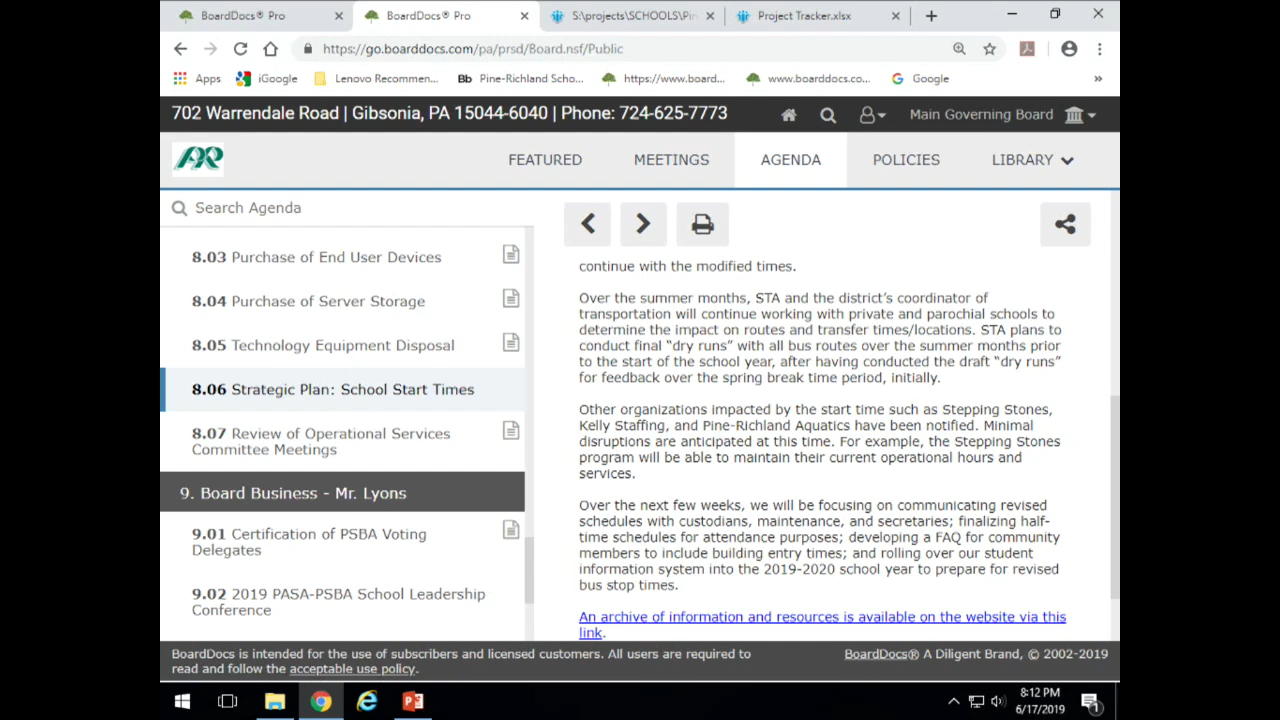 BoardDocs® Pro
BoardDocs® Pro
S:\projects\SCHOOLS\Pin
Project Tracker.xlsx
https://go.boarddocs.com/pa/prsd/Board.nsf/Public
Apps
iGoogle
Lenovo Recommen...
Bb Pine-Richland Scho...
https://www.board...
www.boarddocs.co...
Google
»
702 Warrendale Road | Gibsonia, PA 15044-6040 | Phone: 724-625-7773
Main Governing Board
PR
FEATURED
MEETINGS
AGENDA
POLICIES
LIBRARY
Search Agenda
8.03 Purchase of End User Devices
8.04 Purchase of Server Storage
8.05 Technology Equipment Disposal
8.06 Strategic Plan: School Start Times
8.07 Review of Operational Services
Committee Meetings
9. Board Business - Mr. Lyons
9.01 Certification of PSBA Voting
Delegates
9.02 2019 PASA-PSBA School Leadership
Conference
continue with the modified times.
Over the summer months, STA and the district's coordinator of
transportation will continue working with private and parochial schools to
determine the impact on routes and transfer times/locations. STA plans to
conduct final “dry runs” with all bus routes over the summer months prior
to the start of the school year, after having conducted the draft “dry runs”
for feedback over the spring break time period, initially.
Other organizations impacted by the start time such as Stepping Stones,
Kelly Staffing, and Pine-Richland Aquatics have been notified. Minimal
disruptions are anticipated at this time. For example, the Stepping Stones
program will be able to maintain their current operational hours and
services.
Over the next few weeks, we will be focusing on communicating revised
schedules with custodians, maintenance, and secretaries; finalizing half-
time schedules for attendance purposes; developing a FAQ for community
members to include building entry times; and rolling over our student
information system into the 2019-2020 school year to prepare for revised
bus stop times.
An archive of information and resources is available on the website via this
link.
BoardDocs is intended for the use of subscribers and licensed customers. All users are required to
read and follow the acceptable use policy.
BoardDocs® A Diligent Brand, © 2002-2019
8:12 PM
6/17/2019
1